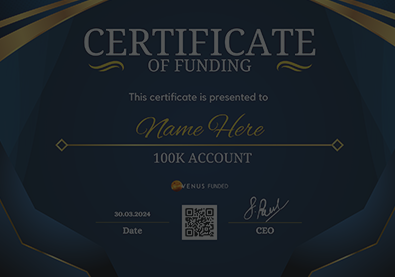 CERTIFICATE
OF FUNDING
This certificate is presented to
Name Here
100K ACCOUNT
VENUS FUNDED
30.03.2024
Date
CEO